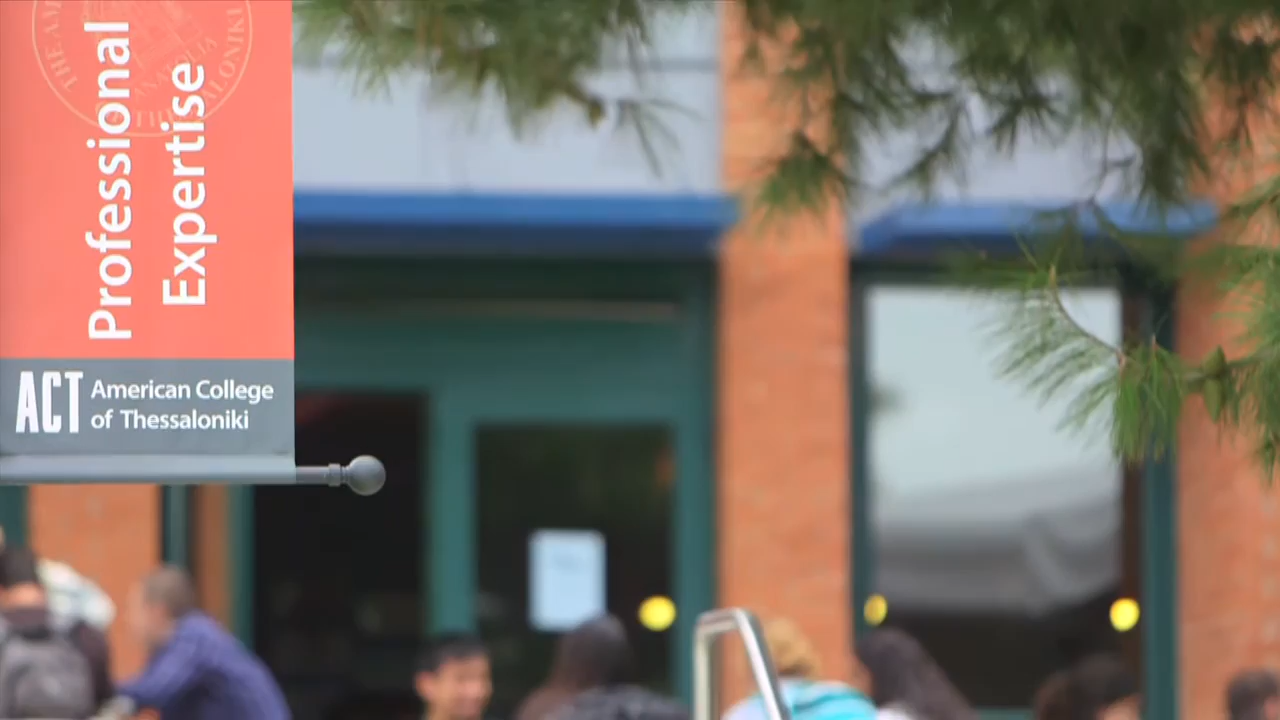 Professional
Expertise
ACT
American College
of Thessaloniki